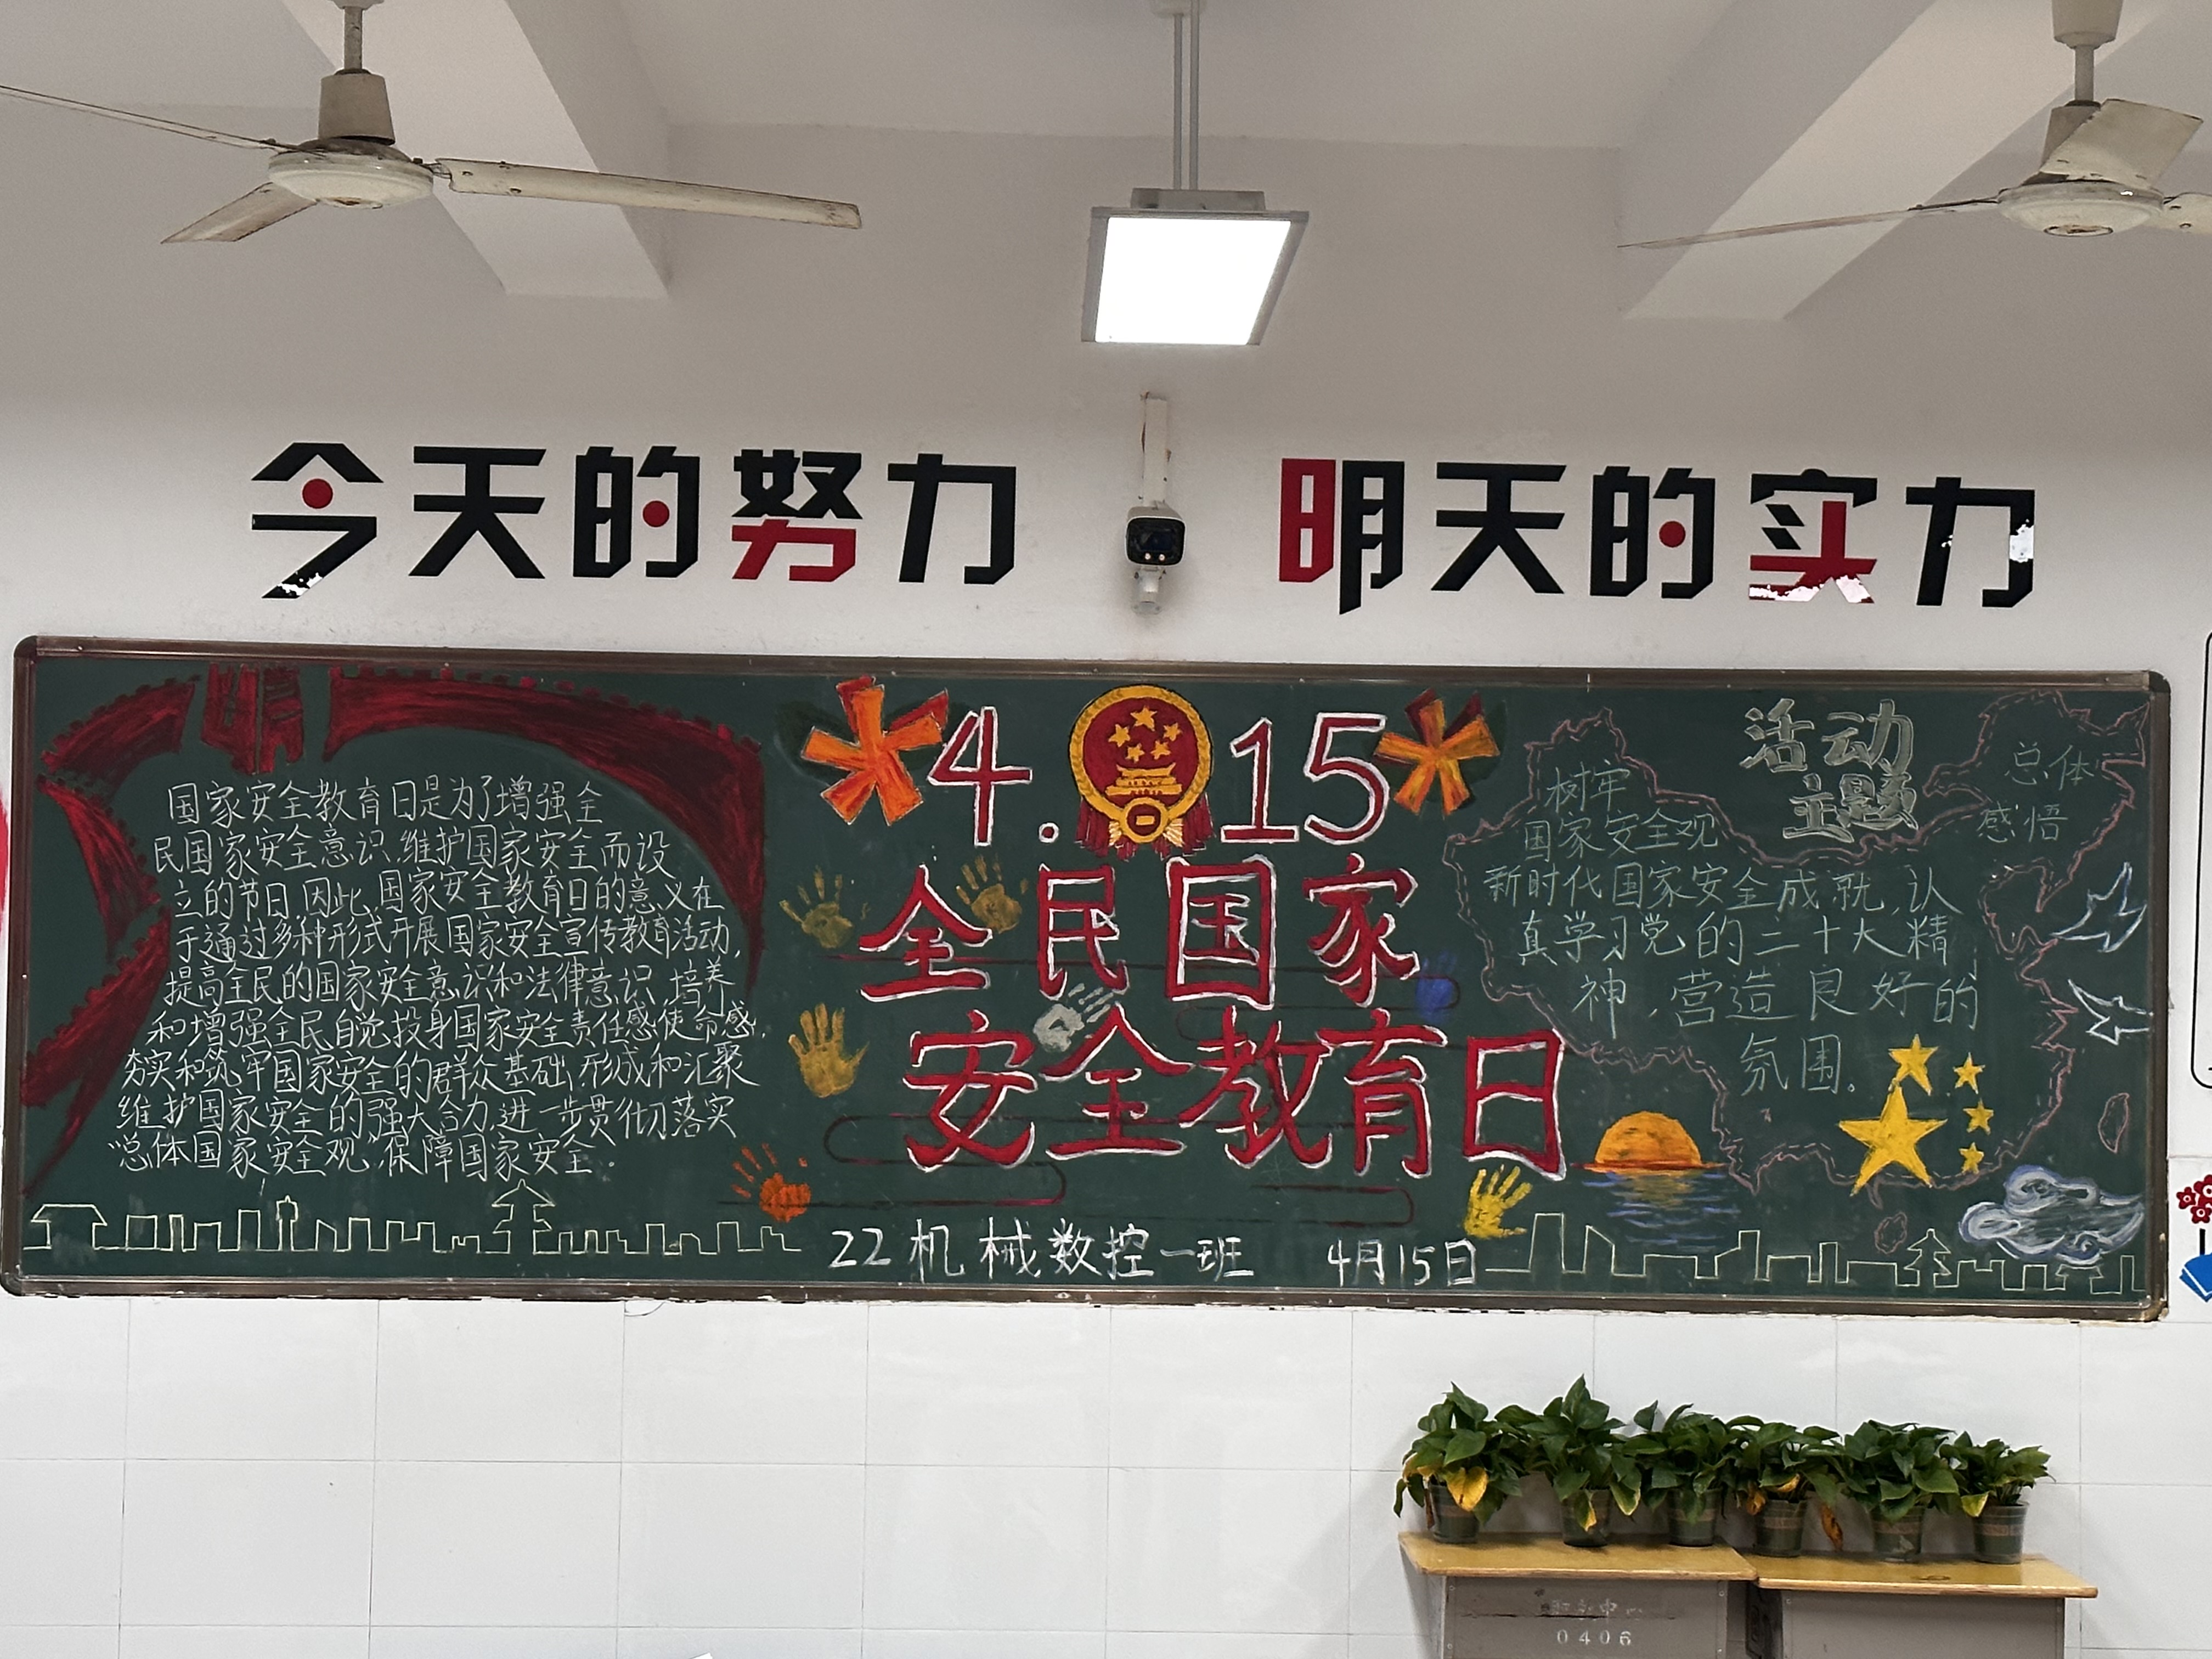 今天的努力 明天的实力
国家安全教育日是为了增强全
民国家安全意识,维护国家安全而设
立的节日,因此,国家安全教育日的意义在
于通过多种形式开展国家安全宣传教育活动,
提高全民的国家安全意识和法律意识,培养
和增强全民自觉投身国家安全责任感使命感,
夯实和筑牢国家安全的群众基础,形成和汇聚
维护国家安全的强大合力,进一步贯彻切落实
总体国家安全观,保障国家安全.
4.15
全民国家
安全教育日
22机械数控一班 4月15日
活动
主题
总体
感悟
树牢
国家安全观
新时代国家安全成就,认
真学习党的二十大精
神,营造良好的
氛围。
0406